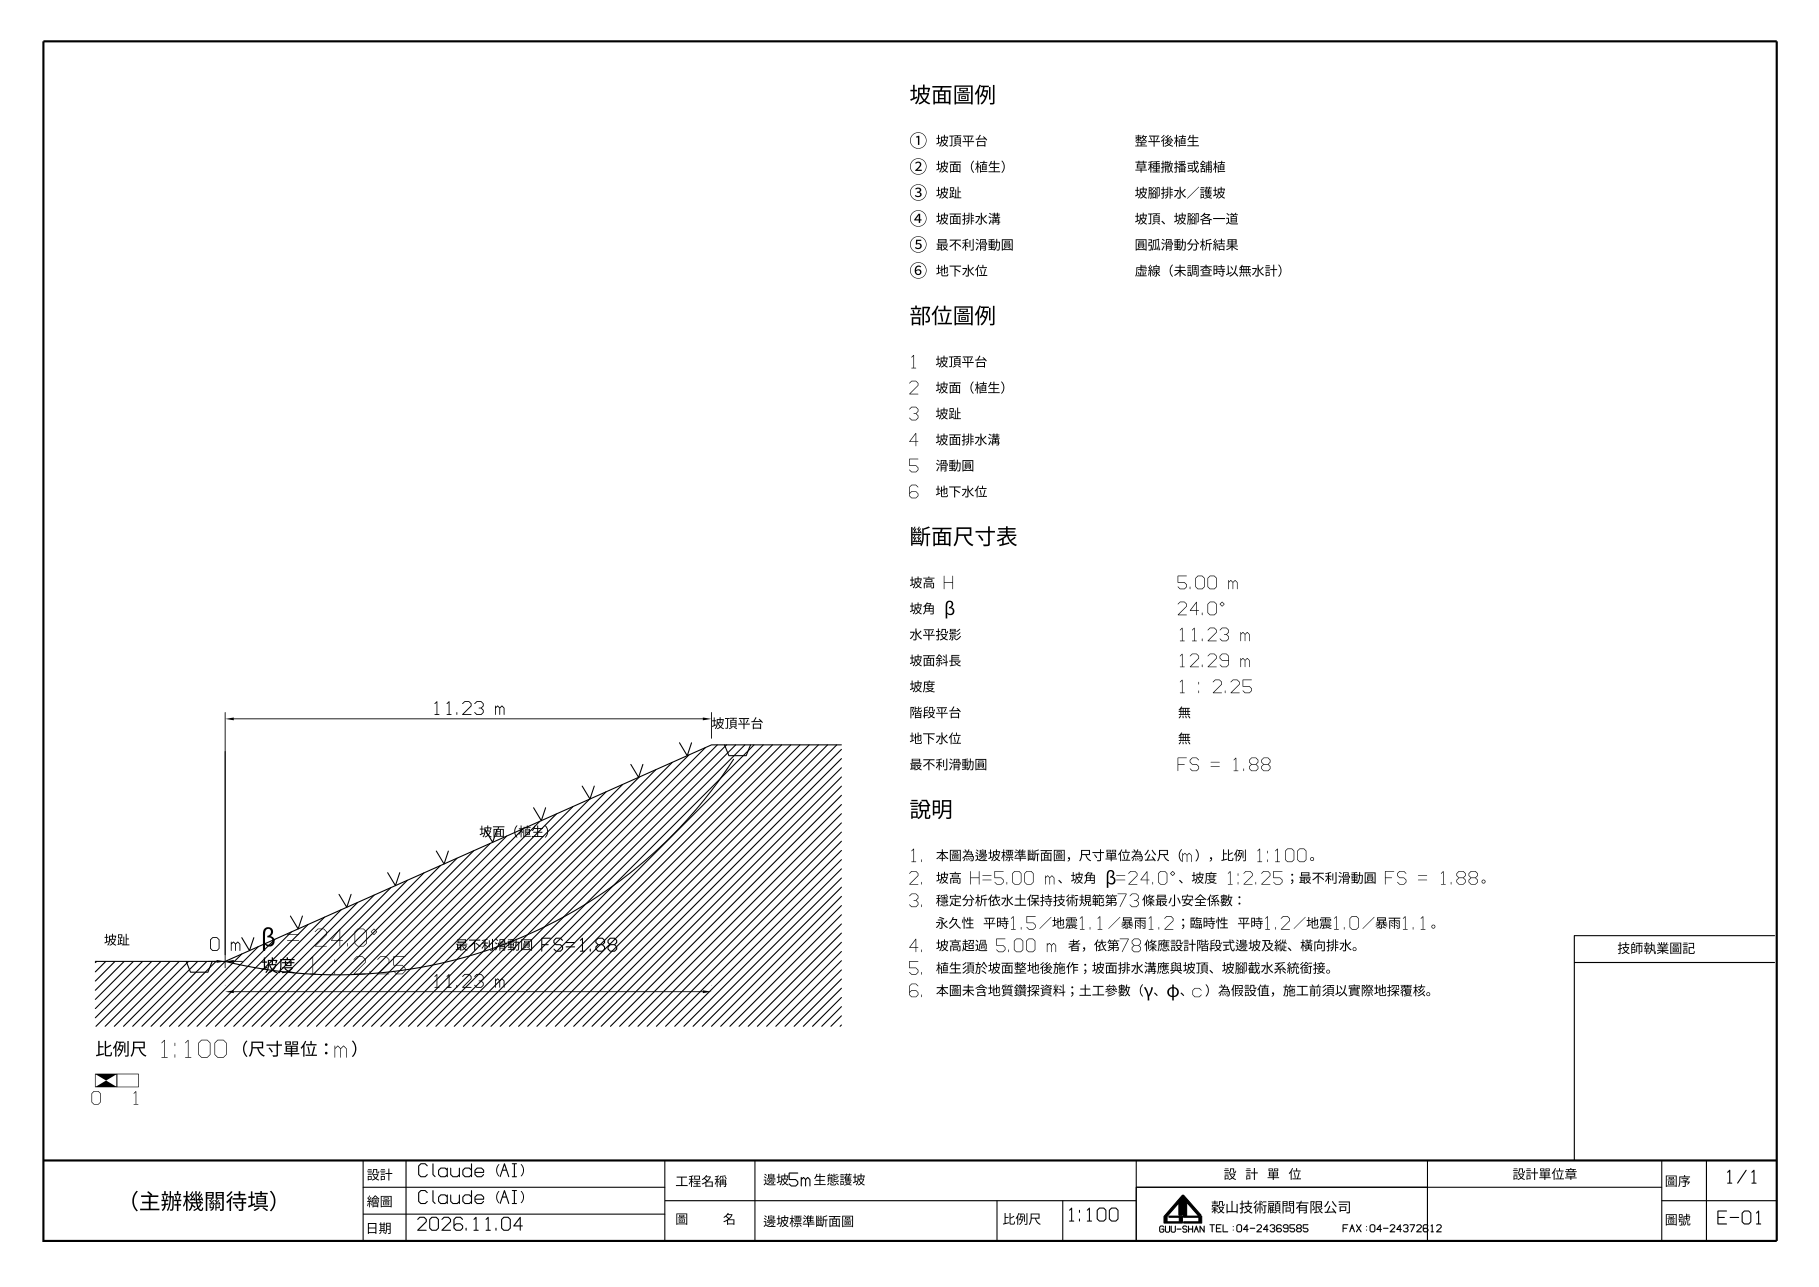 坡面圖例
① 坡頂平台 整平後植生
② 坡面（植生） 草種撒播或舖植
③ 坡趾 坡腳排水／護坡
④ 坡面排水溝 坡頂、坡腳各一道
⑤ 最不利滑動圓 圓弧滑動分析結果
⑥ 地下水位 虛線（未調查時以無水計）
部位圖例
1 坡頂平台
2 坡面（植生）
3 坡趾
4 坡面排水溝
5 滑動圓
6 地下水位
斷面尺寸表
坡高 H 5.00 m
坡角 β 24.0°
水平投影 11.23 m
坡面斜長 12.29 m
坡度 1 : 2.25
階段平台 無
地下水位 無
最不利滑動圓 FS = 1.88
說明
1. 本圖為邊坡標準斷面圖，尺寸單位為公尺（m），比例 1:100。
2. 坡高 H=5.00 m、坡角 β=24.0°、坡度 1:2.25；最不利滑動圓 FS = 1.88。
3. 穩定分析依水土保持技術規範第73條最小安全係數：
永久性 平時1.5／地震1.1／暴雨1.2；臨時性 平時1.2／地震1.0／暴雨1.1。
4. 坡高超過 5.00 m 者，依第78條應設計階段式邊坡及縱、橫向排水。
5. 植生須於坡面整地後施作；坡面排水溝應與坡頂、坡腳截水系統銜接。
6. 本圖未含地質鑽探資料；土工參數（γ、φ、c）為假設值，施工前須以實際地探覆核。
11.23 m
坡頂平台
坡面（植生）
坡趾
0 m
β = 24.0°
最不利滑動圓 FS=1.88
坡度 1 : 2.25
11.23 m
比例尺 1:100（尺寸單位：m）
0 1
技師執業圖記
（主辦機關待填）
設計 Claude (AI)
繪圖 Claude (AI)
日期 2026.11.04
工程名稱 邊坡5m生態護坡
圖 名 邊坡標準斷面圖
比例尺 1:100
設 計 單 位
穀山技術顧問有限公司
GUU-SHAN TEL :04-24369585 FAX :04-24372612
設計單位章
圖序 1/1
圖號 E-01